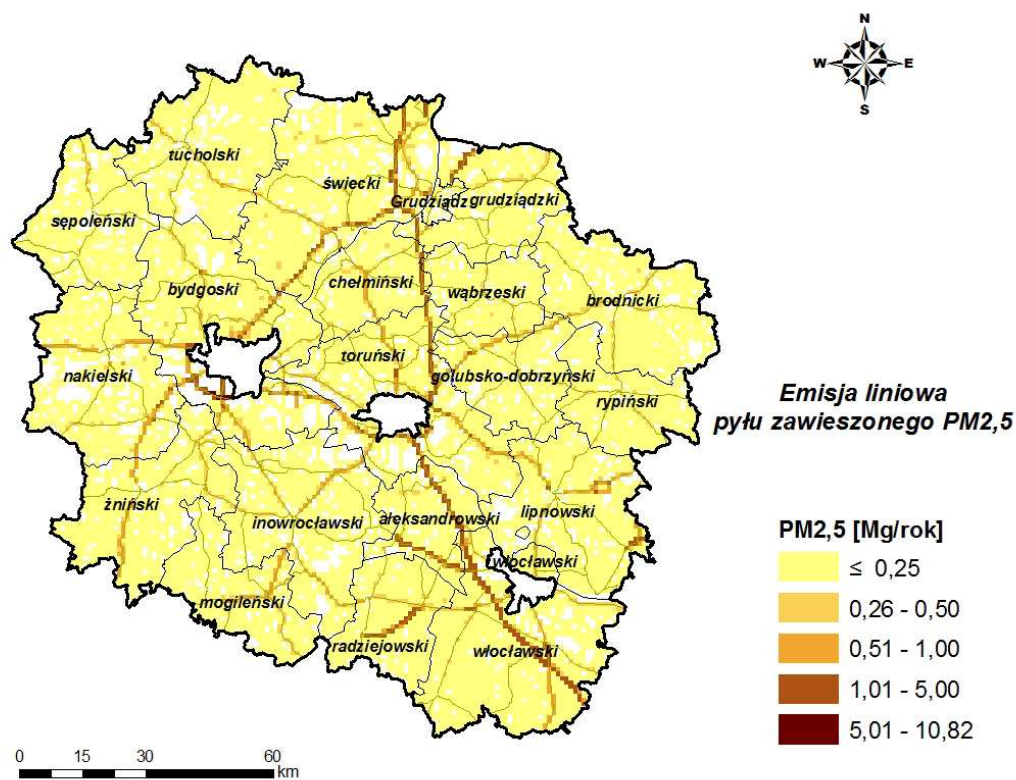 N
W E
S
tucholski
świecki
Grudziądz grudziądzki
sępoleński
bydgoski
chełmiński
wąbrzeski
brodnicki
nakielski
toruński
golubsko-dobrzyński
rypiński
Emisja liniowa
pyłu zawieszonego PM2,5
żniński
inowrocławski
aleksandrowski
lipnowski
włocławski
mogileński
radziejowski
włocławski
PM2,5 [Mg/rok]
≤ 0,25
0,26 - 0,50
0,51 - 1,00
1,01 - 5,00
5,01 - 10,82
0 15 30 60
km